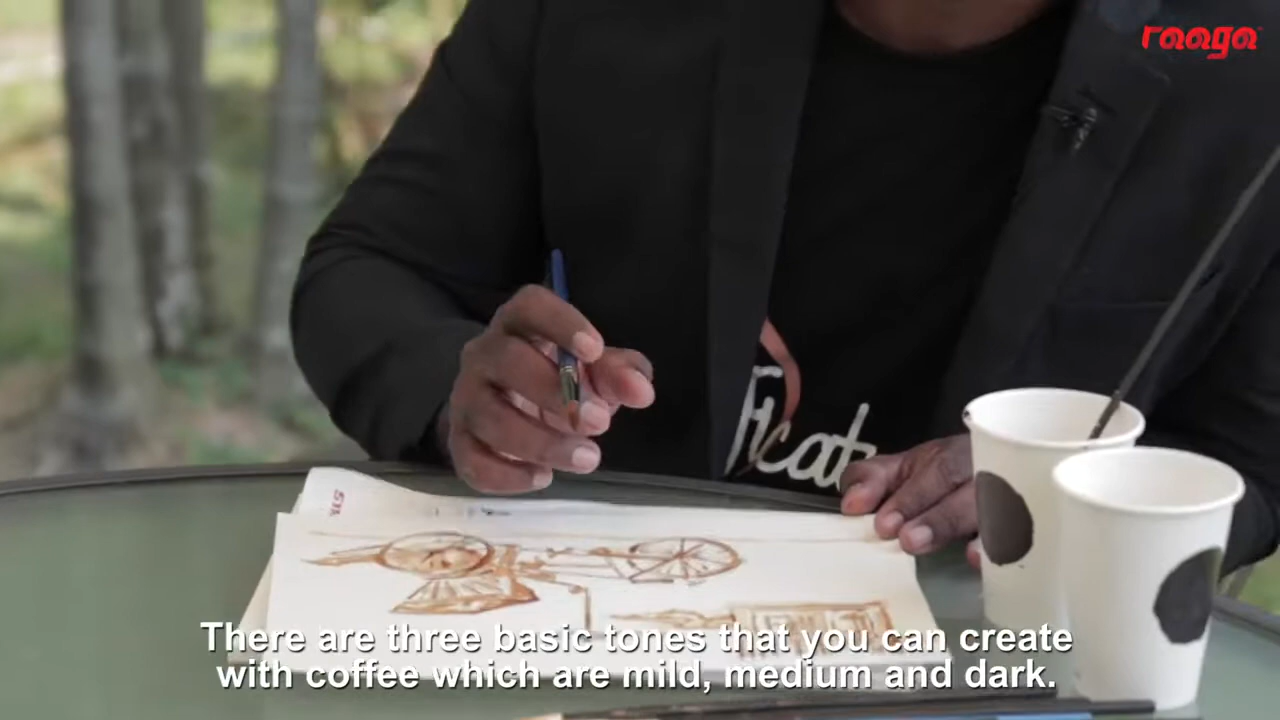 raaga
There are three basic tones that you can create
with coffee which are mild, medium and dark.